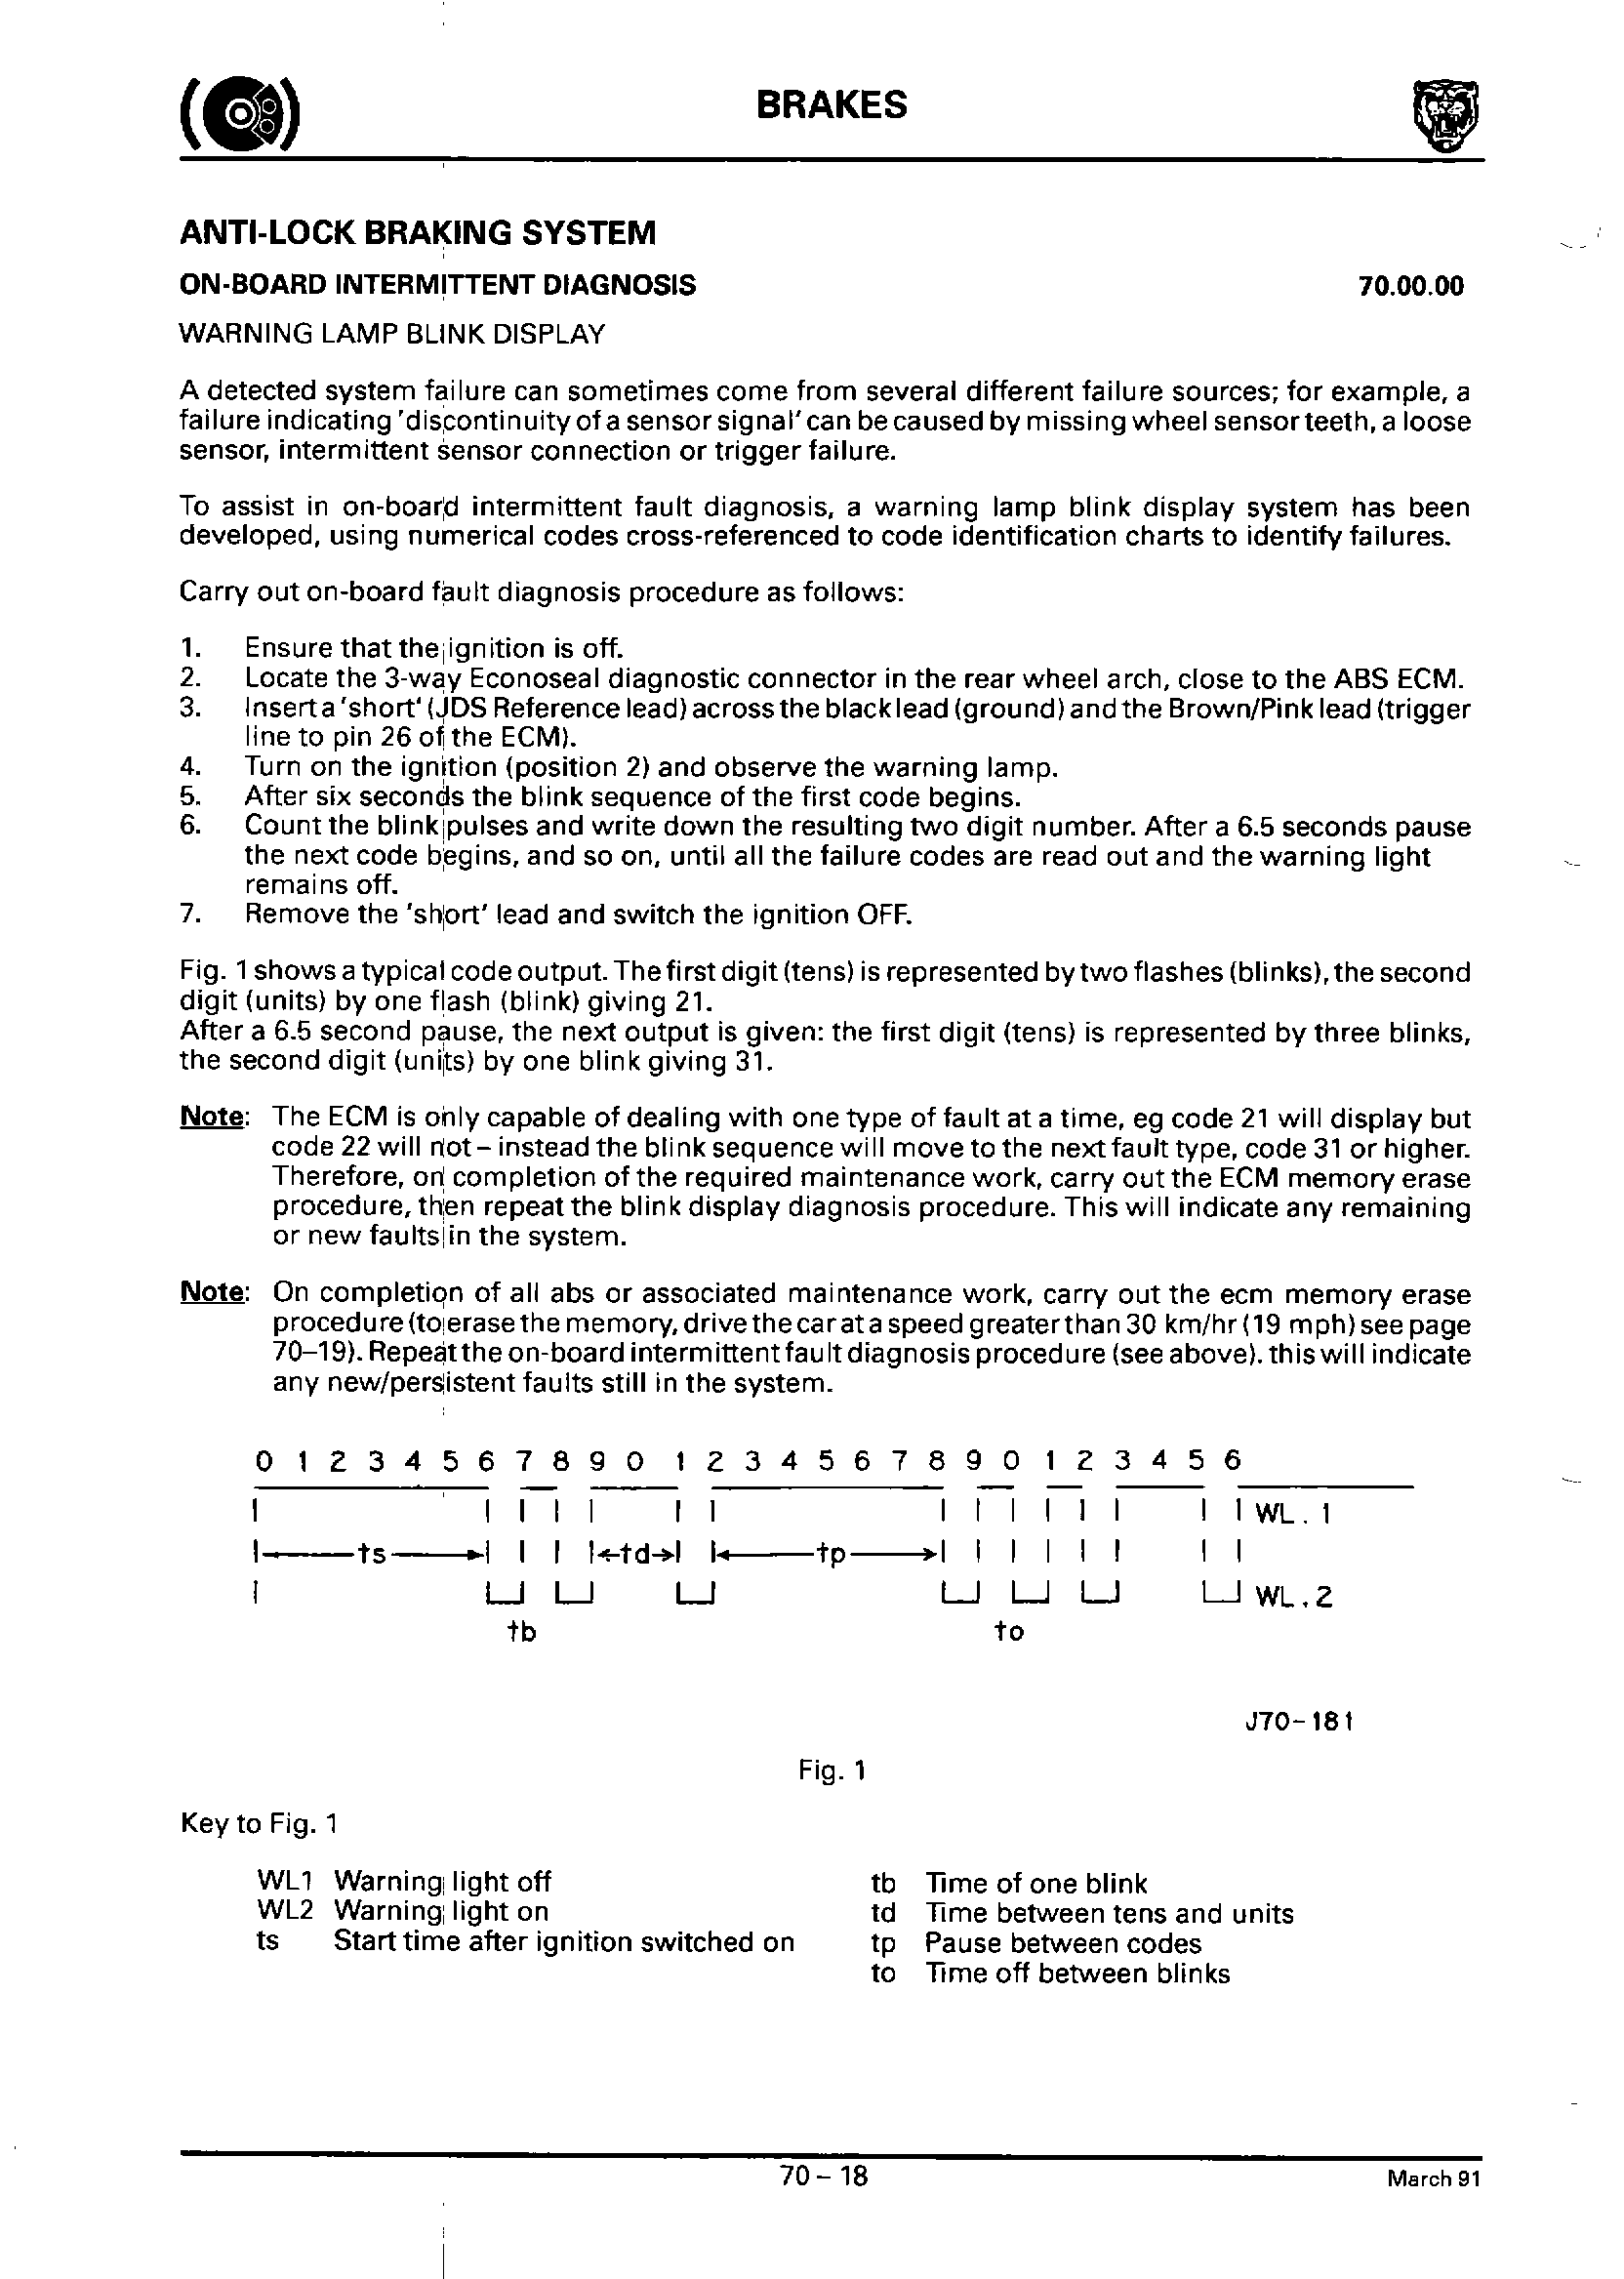 BRAKES
ANTI-LOCK BRAKING SYSTEM
ON-BOARD INTERMITTENT DIAGNOSIS 70.00.00
WARNING LAMP BLINK DISPLAY
A detected system failure can sometimes come from several different failure sources; for example, a
failure indicating 'discontinuity of a sensor signal' can be caused by missing wheel sensor teeth, a loose
sensor, intermittent sensor connection or trigger failure.
To assist in on-board intermittent fault diagnosis, a warning lamp blink display system has been
developed, using numerical codes cross-referenced to code identification charts to identify failures.
Carry out on-board fault diagnosis procedure as follows:
1. Ensure that the ignition is off.
2. Locate the 3-way Econoseal diagnostic connector in the rear wheel arch, close to the ABS ECM.
3. Insert a 'short' (JDS Reference lead) across the black lead (ground) and the Brown/Pink lead (trigger
line to pin 26 of the ECM).
4. Turn on the ignition (position 2) and observe the warning lamp.
5. After six seconds the blink sequence of the first code begins.
6. Count the blink pulses and write down the resulting two digit number. After a 6.5 seconds pause
the next code begins, and so on, until all the failure codes are read out and the warning light
remains off.
7. Remove the 'short' lead and switch the ignition OFF.
Fig. 1 shows a typical code output. The first digit (tens) is represented by two flashes (blinks), the second
digit (units) by one flash (blink) giving 21.
After a 6.5 second pause, the next output is given: the first digit (tens) is represented by three blinks,
the second digit (units) by one blink giving 31.
Note: The ECM is only capable of dealing with one type of fault at a time, eg code 21 will display but
code 22 will not – instead the blink sequence will move to the next fault type, code 31 or higher.
Therefore, on completion of the required maintenance work, carry out the ECM memory erase
procedure, then repeat the blink display diagnosis procedure. This will indicate any remaining
or new faults in the system.
Note: On completion of all abs or associated maintenance work, carry out the ecm memory erase
procedure (to erase the memory, drive the car at a speed greater than 30 km/hr (19 mph) see page
70–19). Repeat the on-board intermittent fault diagnosis procedure (see above). this will indicate
any new/persistent faults still in the system.
0 1 2 3 4 5 6 7 8 9 0 1 2 3 4 5 6 7 8 9 0 1 2 3 4 5 6
WL. 1
ts td tp
WL.2
tb to
J70-181
Fig. 1
Key to Fig. 1
WL1 Warning light off
WL2 Warning light on
ts Start time after ignition switched on
tb Time of one blink
td Time between tens and units
tp Pause between codes
to Time off between blinks
70 – 18
March 91